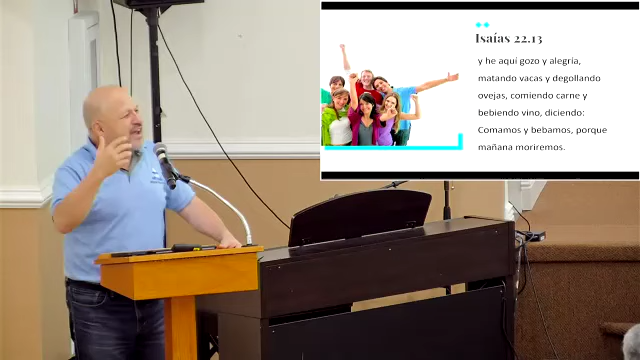 Isaías 22.13
y he aquí gozo y alegría,
matando vacas y degollando
ovejas, comiendo carne y
bebiendo vino, diciendo:
Comamos y bebamos, porque
mañana moriremos.